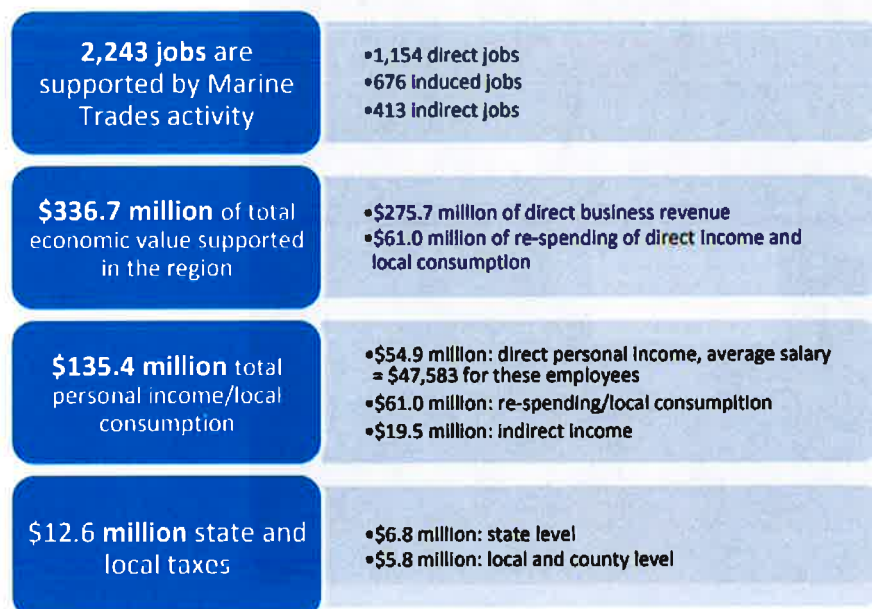 2,243 jobs are
supported by Marine
Trades activity
•1,154 direct jobs
•676 induced jobs
•413 indirect jobs
$336.7 million of total
economic value supported
in the region
•$275.7 million of direct business revenue
•$61.0 million of re-spending of direct income and
local consumption
$135.4 million total
personal income/local
consumption
•$54.9 million: direct personal income, average salary
= $47,583 for these employees
•$61.0 million: re-spending/local consumpition
•$19.5 million: indirect income
$12.6 million state and
local taxes
•$6.8 million: state level
•$5.8 million: local and county level